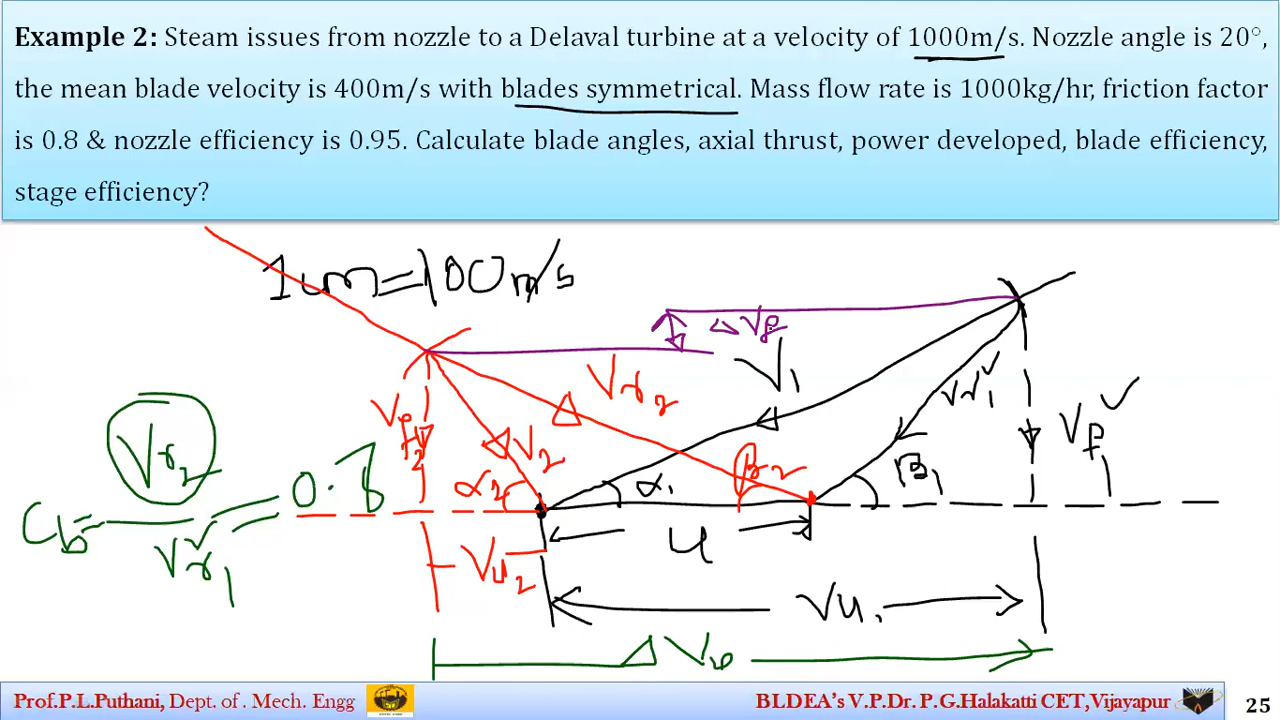 Example 2: Steam issues from nozzle to a Delaval turbine at a velocity of 1000m/s. Nozzle angle is 20°,
the mean blade velocity is 400m/s with blades symmetrical. Mass flow rate is 1000kg/hr, friction factor
is 0.8 & nozzle efficiency is 0.95. Calculate blade angles, axial thrust, power developed, blade efficiency,
stage efficiency?
1cm=100m/s
ΔVf
Vr2
V1
Vr1
Vf2
V2
Vf1
α2
α1
β2
β1
Cb=Vr2/Vr1=0.8
u
Vu2
Vu1
ΔVu
Prof.P.L.Puthani, Dept. of . Mech. Engg
BLDEA's V.P.Dr. P.G.Halakatti CET,Vijayapur
25